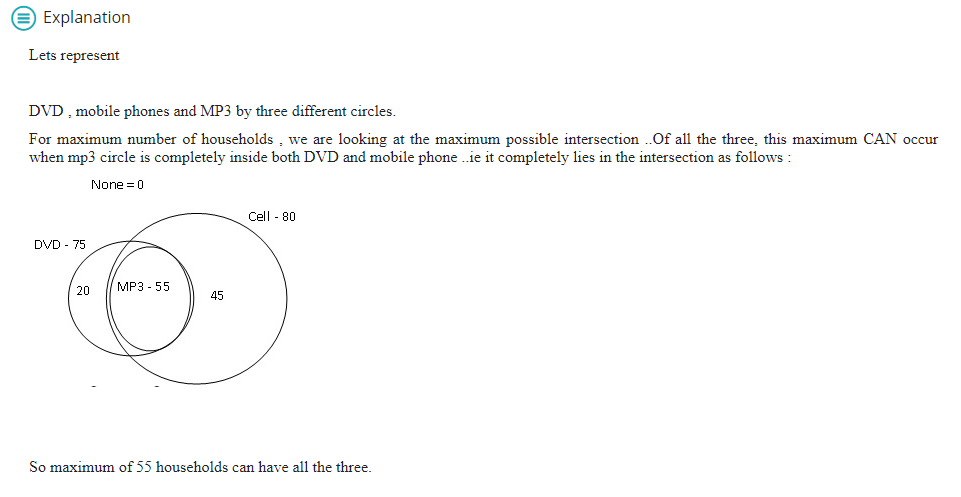 Explanation
Lets represent
DVD , mobile phones and MP3 by three different circles.
For maximum number of households , we are looking at the maximum possible intersection ..Of all the three, this maximum CAN occur
when mp3 circle is completely inside both DVD and mobile phone ..ie it completely lies in the intersection as follows :
None = 0
Cell - 80
DVD - 75
20
MP3 - 55
45
So maximum of 55 households can have all the three.